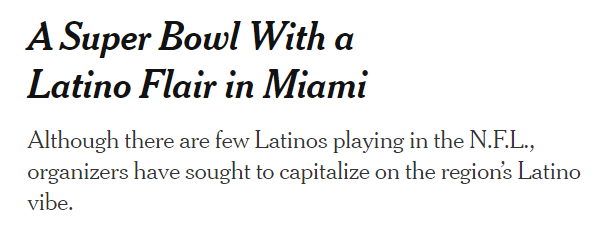 A Super Bowl With a
Latino Flair in Miami
Although there are few Latinos playing in the N.F.L.,
organizers have sought to capitalize on the region’s Latino
vibe.